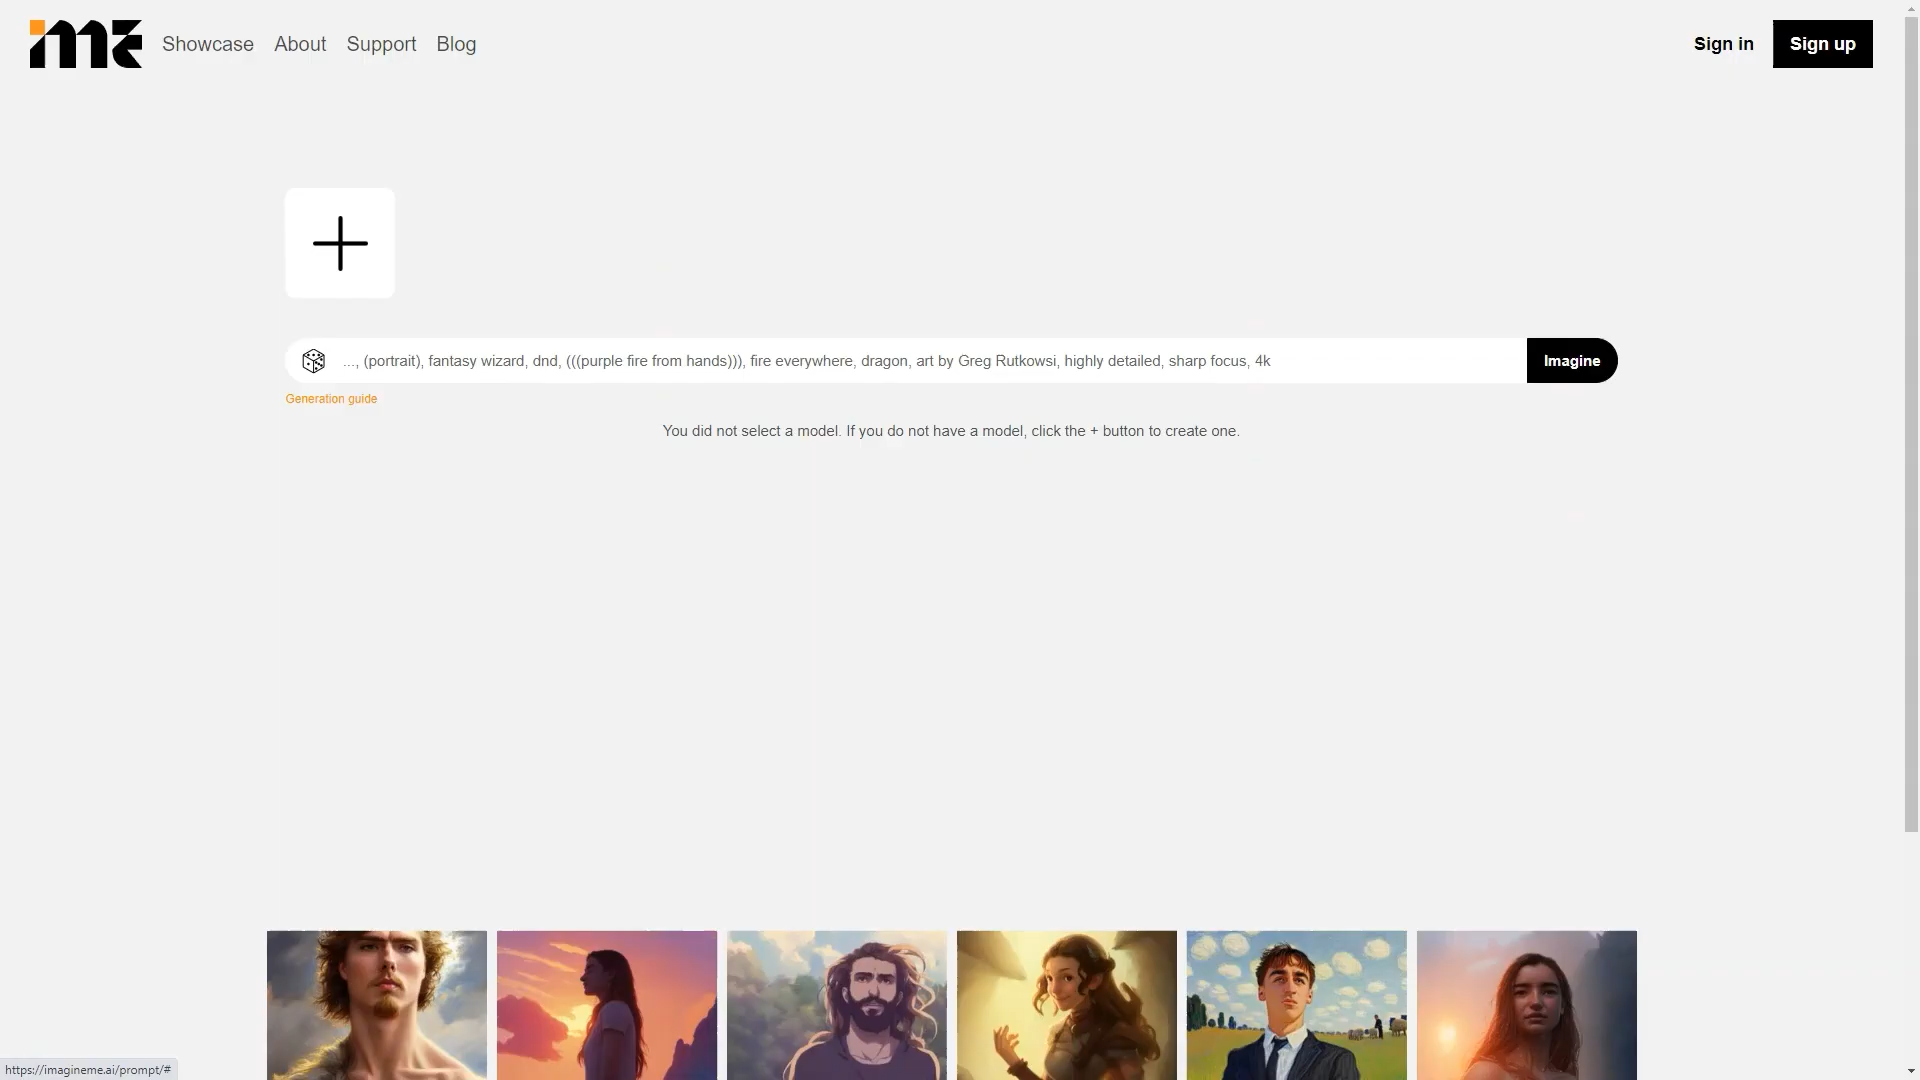 imE Showcase About Support Blog Sign in Sign up
..., (portrait), fantasy wizard, dnd, (((purple fire from hands))), fire everywhere, dragon, art by Greg Rutkowsi, highly detailed, sharp focus, 4k Imagine
Generation guide
You did not select a model. If you do not have a model, click the + button to create one.
https://imagineme.ai/prompt/#